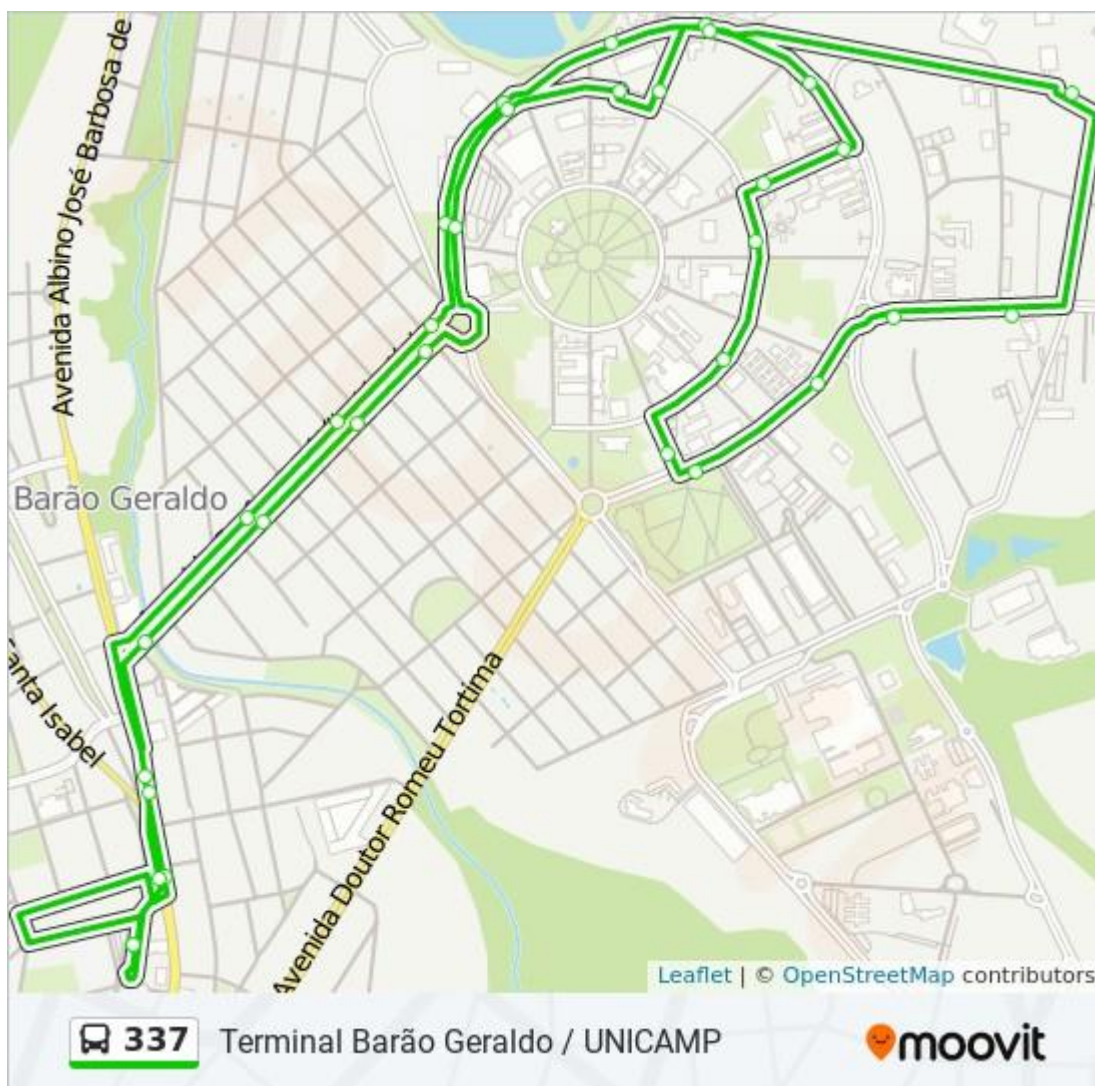 Avenida Albino José Barbosa de
Barão Geraldo
Santa Isabel
Avenida Doutor Romeu Tortima
Leaflet | © OpenStreetMap contributors
337 Terminal Barão Geraldo / UNICAMP
moovit